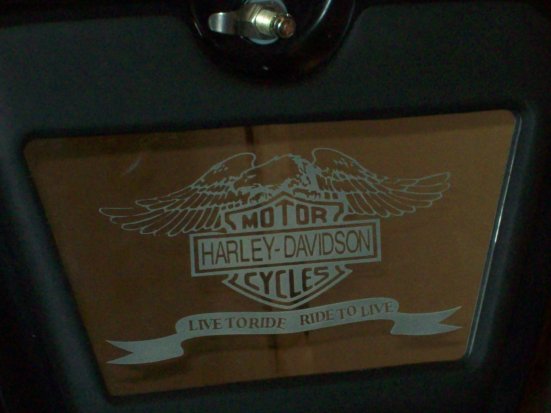 MOTOR
HARLEY-DAVIDSON
CYCLES
LIVE TO RIDE RIDE TO LIVE